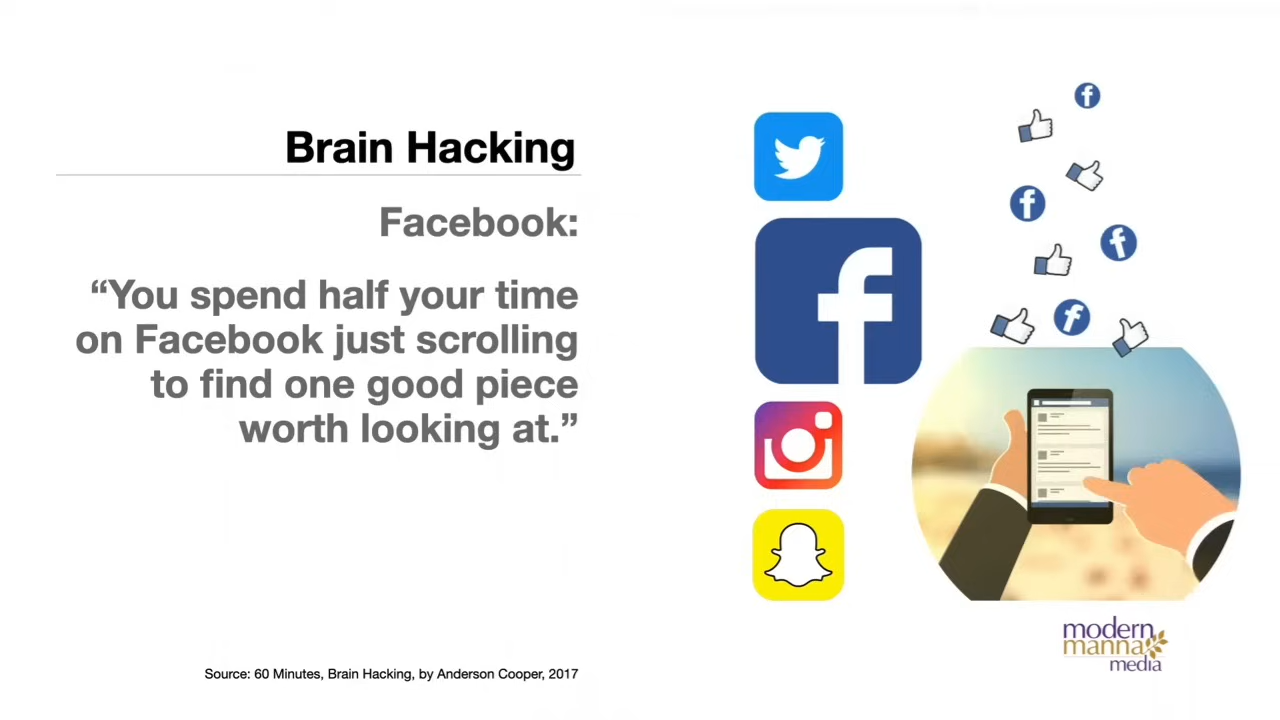 Brain Hacking
Facebook:
“You spend half your time
on Facebook just scrolling
to find one good piece
worth looking at.”
Source: 60 Minutes, Brain Hacking, by Anderson Cooper, 2017
modern
manna
media